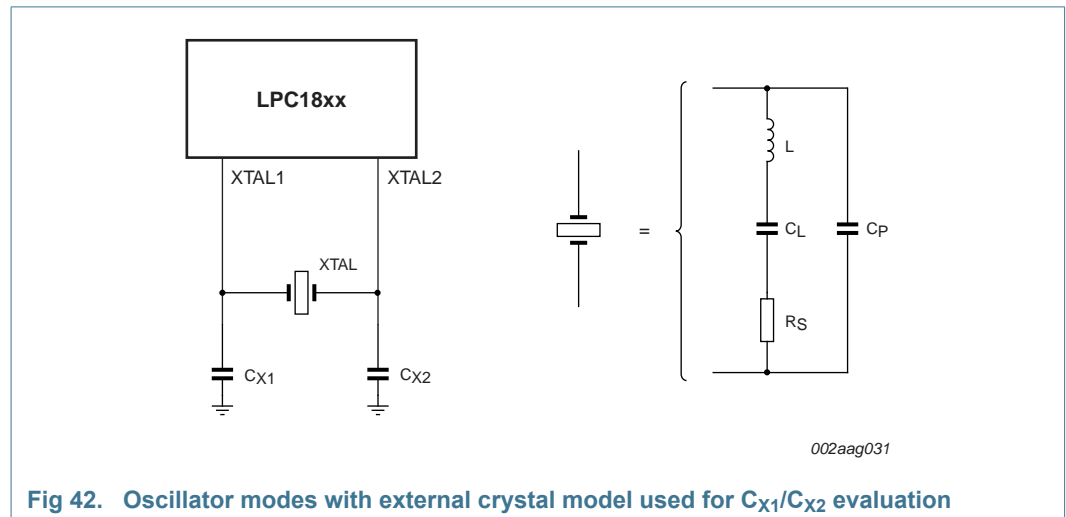 LPC18xx
XTAL1
XTAL2
XTAL
CX1
CX2
=
L
CL
CP
RS
002aag031
Fig 42. Oscillator modes with external crystal model used for CX1/CX2 evaluation